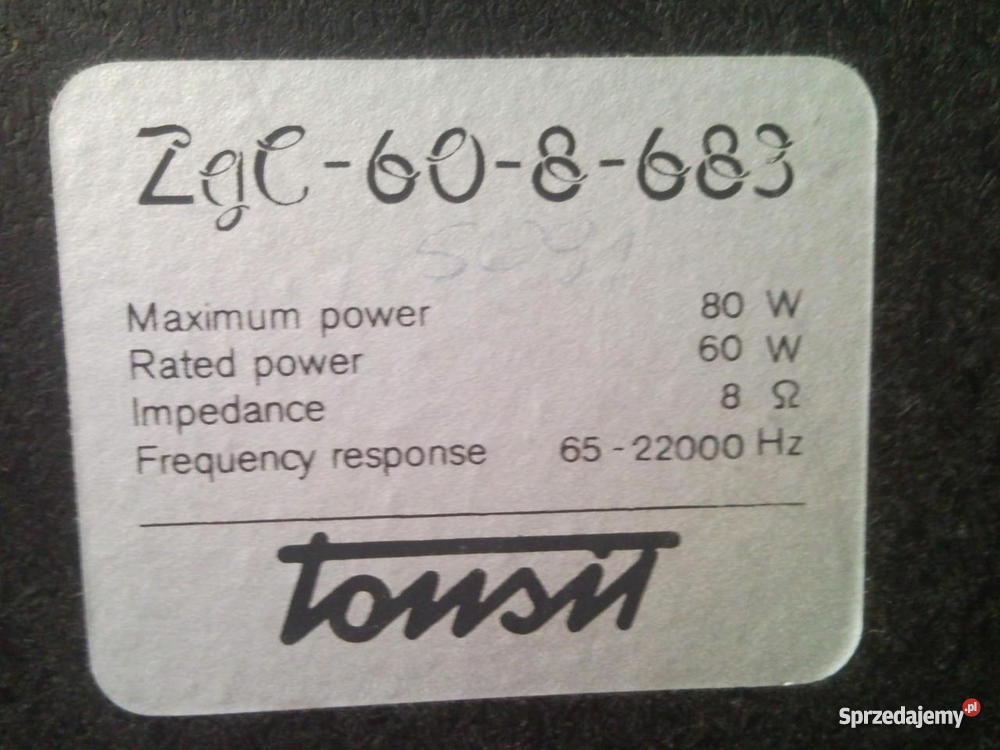 ZgC-60-8-683
Maximum power 80 W
Rated power 60 W
Impedance 8 Ω
Frequency response 65-22000 Hz
tonsil
Sprzedajemy.pl